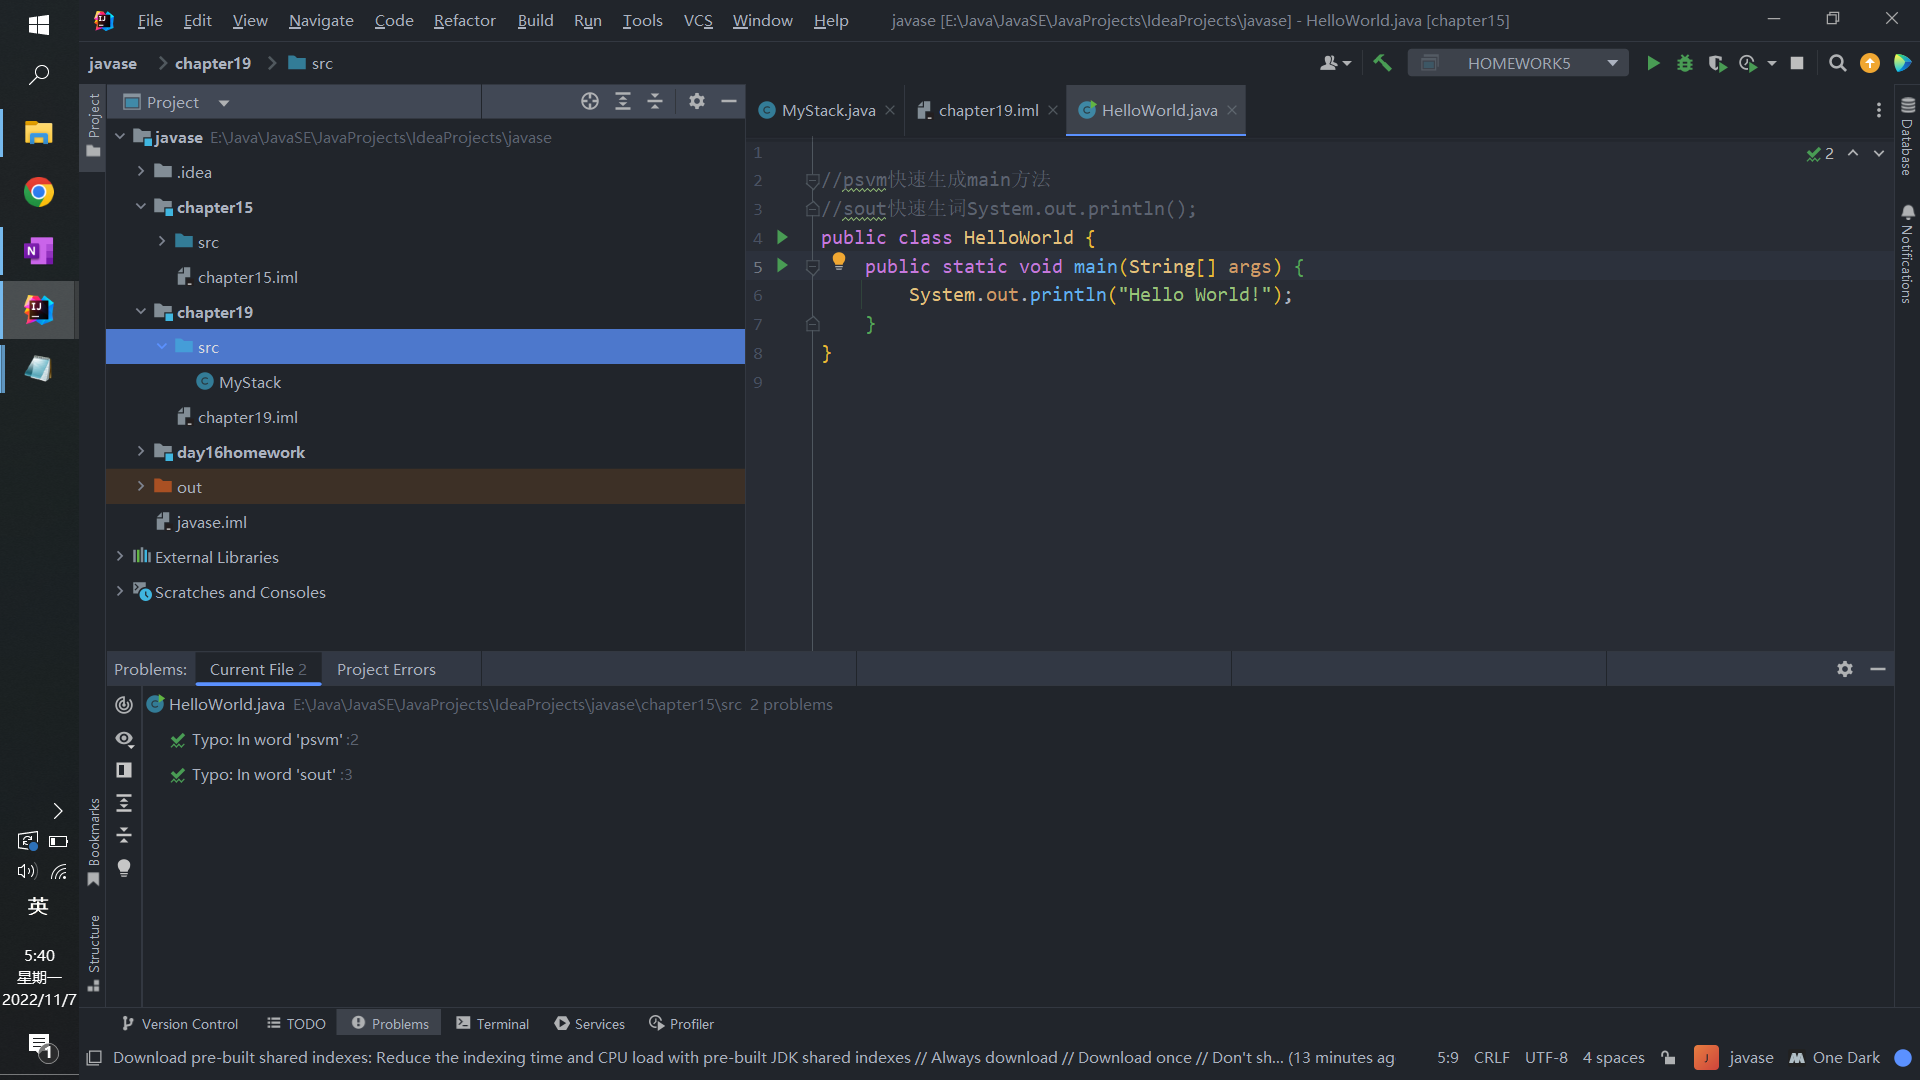 File Edit View Navigate Code Refactor Build Run Tools VCS Window Help javase [E:\Java\JavaSE\JavaProjects\IdeaProjects\javase] - HelloWorld.java [chapter15]
javase chapter19 src HOMEWORK5
Project
javase E:\Java\JavaSE\JavaProjects\IdeaProjects\javase
.idea
chapter15
src
chapter15.iml
chapter19
src
MyStack
chapter19.iml
day16homework
out
javase.iml
External Libraries
Scratches and Consoles
MyStack.java chapter19.iml HelloWorld.java
1
2 //psvm快速生成main方法
3 //sout快速生词System.out.println();
4 public class HelloWorld {
5 public static void main(String[] args) {
6 System.out.println("Hello World!");
7 }
8 }
9
2
Project
Bookmarks
Structure
Database
Notifications
Problems: Current File 2 Project Errors
HelloWorld.java E:\Java\JavaSE\JavaProjects\IdeaProjects\javase\chapter15\src 2 problems
Typo: In word 'psvm' :2
Typo: In word 'sout' :3
Version Control TODO Problems Terminal Services Profiler
Download pre-built shared indexes: Reduce the indexing time and CPU load with pre-built JDK shared indexes // Always download // Download once // Don't sh... (13 minutes ag 5:9 CRLF UTF-8 4 spaces J javase One Dark
英
5:40
星期一
2022/11/7
1